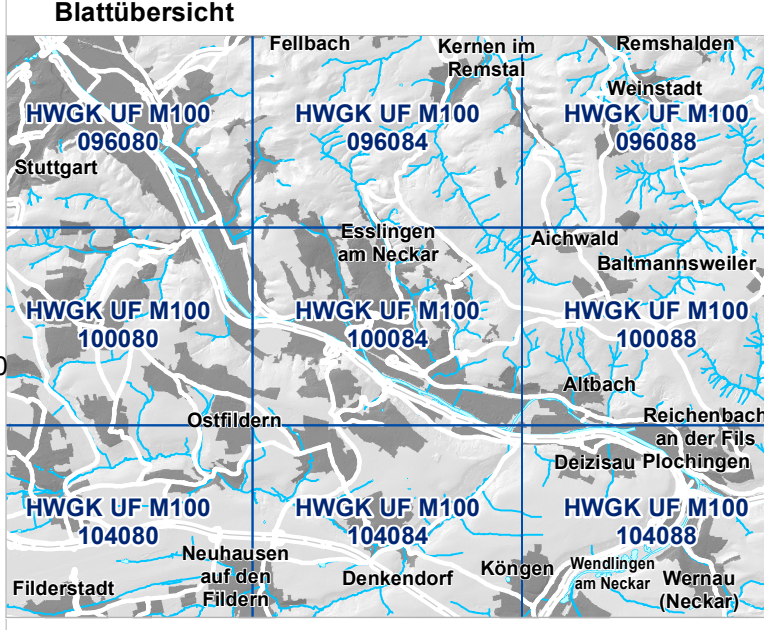 Blattübersicht
Fellbach
Kernen im
Remstal
Remshalden
Weinstadt
HWGK UF M100
096080
HWGK UF M100
096084
HWGK UF M100
096088
Stuttgart
Esslingen
am Neckar
Aichwald
Baltmannsweiler
HWGK UF M100
100080
HWGK UF M100
100084
HWGK UF M100
100088
0
Altbach
Ostfildern
Reichenbach
an der Fils
Deizisau
Plochingen
HWGK UF M100
104080
HWGK UF M100
104084
HWGK UF M100
104088
Neuhausen
auf den
Fildern
Filderstadt
Denkendorf
Köngen
Wendlingen
am Neckar
Wernau
(Neckar)